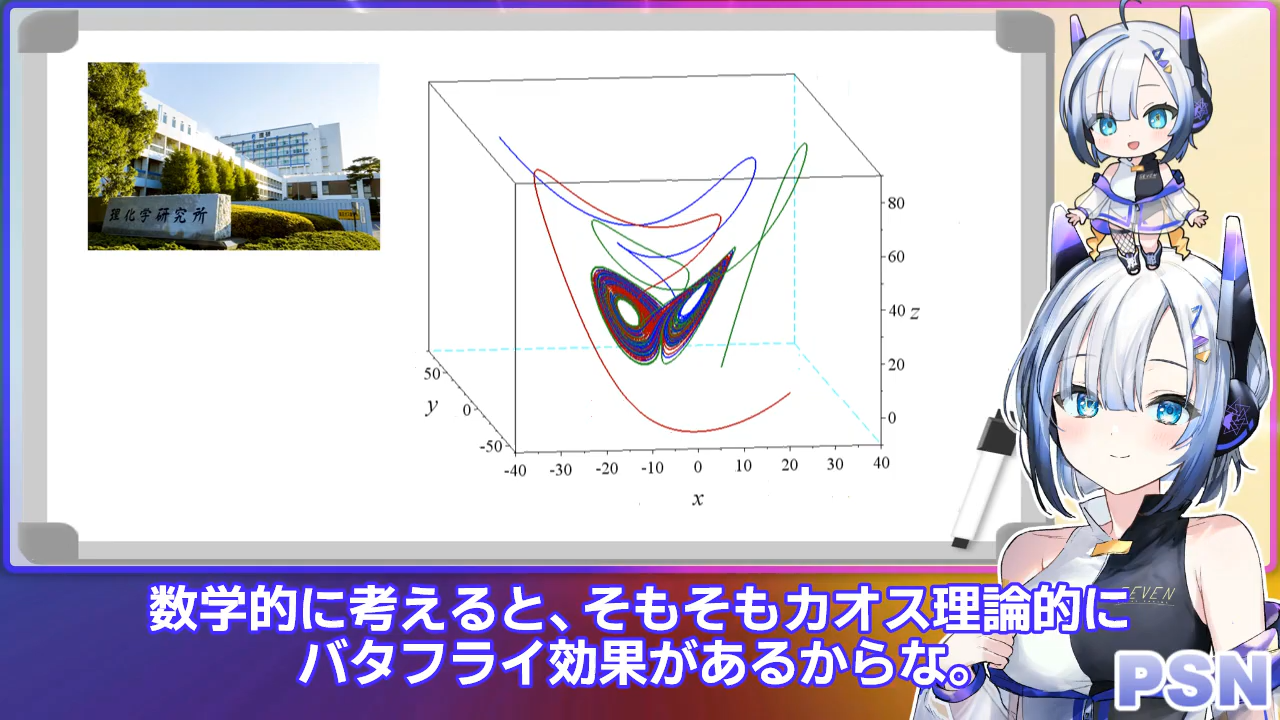 理化学研究所
80
60
40 z
20
0
50
y 0
-50
-40 -30 -20 -10 0 10 20 30 40
x
数学的に考えると、そもそもカオス理論的に
バタフライ効果があるからな。
PSN